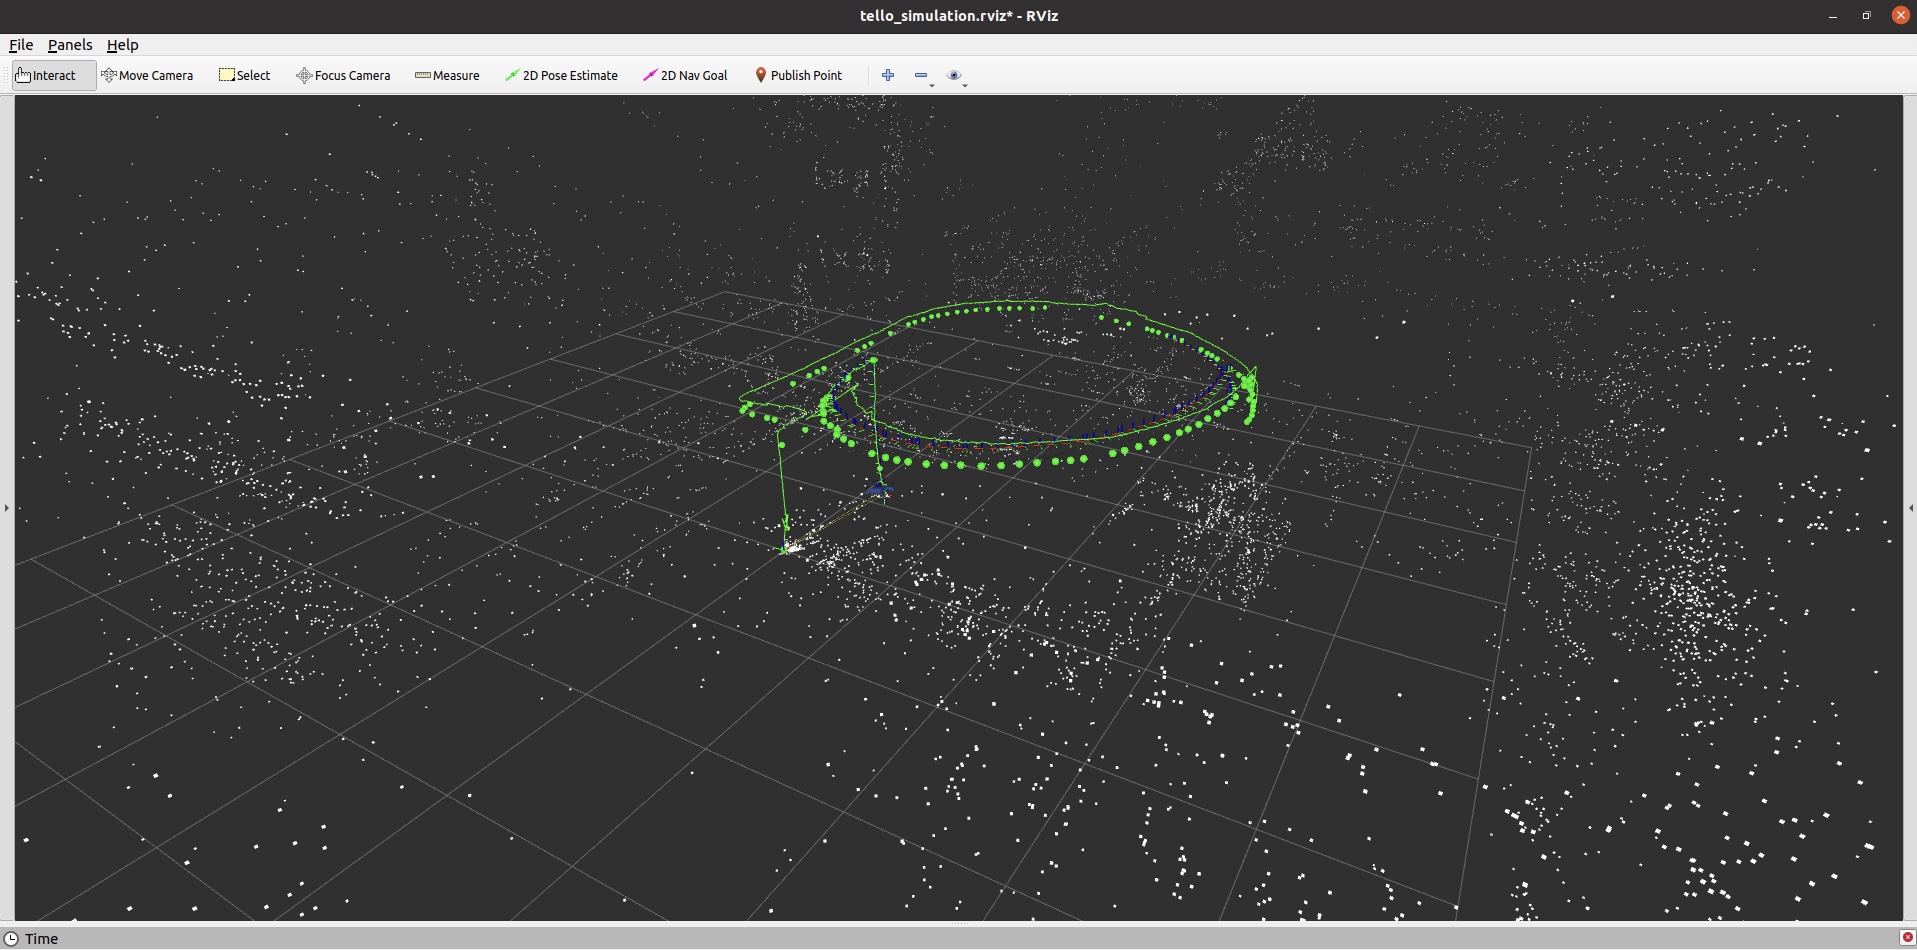 tello_simulation.rviz* - RViz
File Panels Help
Interact Move Camera Select Focus Camera Measure 2D Pose Estimate 2D Nav Goal Publish Point
Time